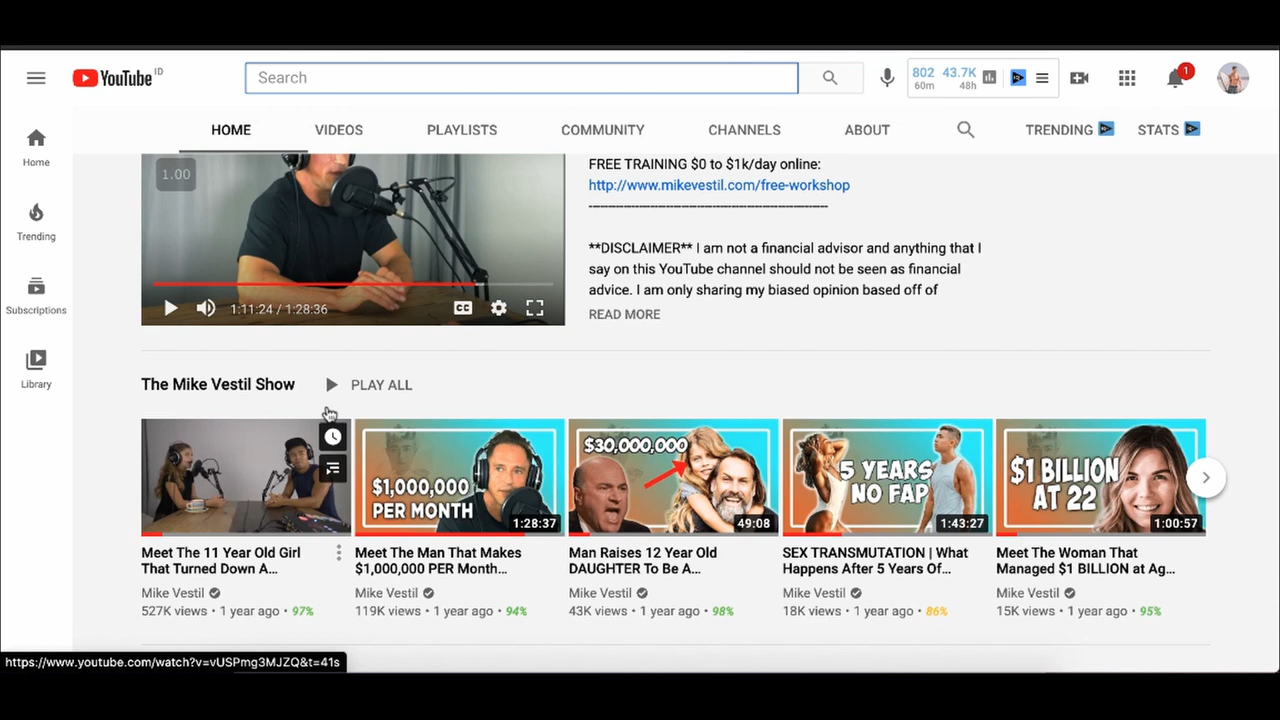 YouTube ID
Search
802 43.7K
60m 48h
1
HOME VIDEOS PLAYLISTS COMMUNITY CHANNELS ABOUT TRENDING STATS
Home
Trending
Subscriptions
Library
1.00
1:11:24 / 1:28:36
CC
FREE TRAINING $0 to $1k/day online:
http://www.mikevestil.com/free-workshop
**DISCLAIMER** I am not a financial advisor and anything that I
say on this YouTube channel should not be seen as financial
advice. I am only sharing my biased opinion based off of
READ MORE
The Mike Vestil Show PLAY ALL
Meet The 11 Year Old Girl
That Turned Down A...
Mike Vestil
527K views • 1 year ago • 97%
$1,000,000
PER MONTH
1:28:37
Meet The Man That Makes
$1,000,000 PER Month...
Mike Vestil
119K views • 1 year ago • 94%
$30,000,000
49:08
Man Raises 12 Year Old
DAUGHTER To Be A...
Mike Vestil
43K views • 1 year ago • 98%
5 YEARS
NO FAP
1:43:27
SEX TRANSMUTATION | What
Happens After 5 Years Of...
Mike Vestil
18K views • 1 year ago • 86%
$1 BILLION
AT 22
1:00:57
Meet The Woman That
Managed $1 BILLION at Ag...
Mike Vestil
15K views • 1 year ago • 95%
https://www.youtube.com/watch?v=vUSPmg3MJZQ&t=41s